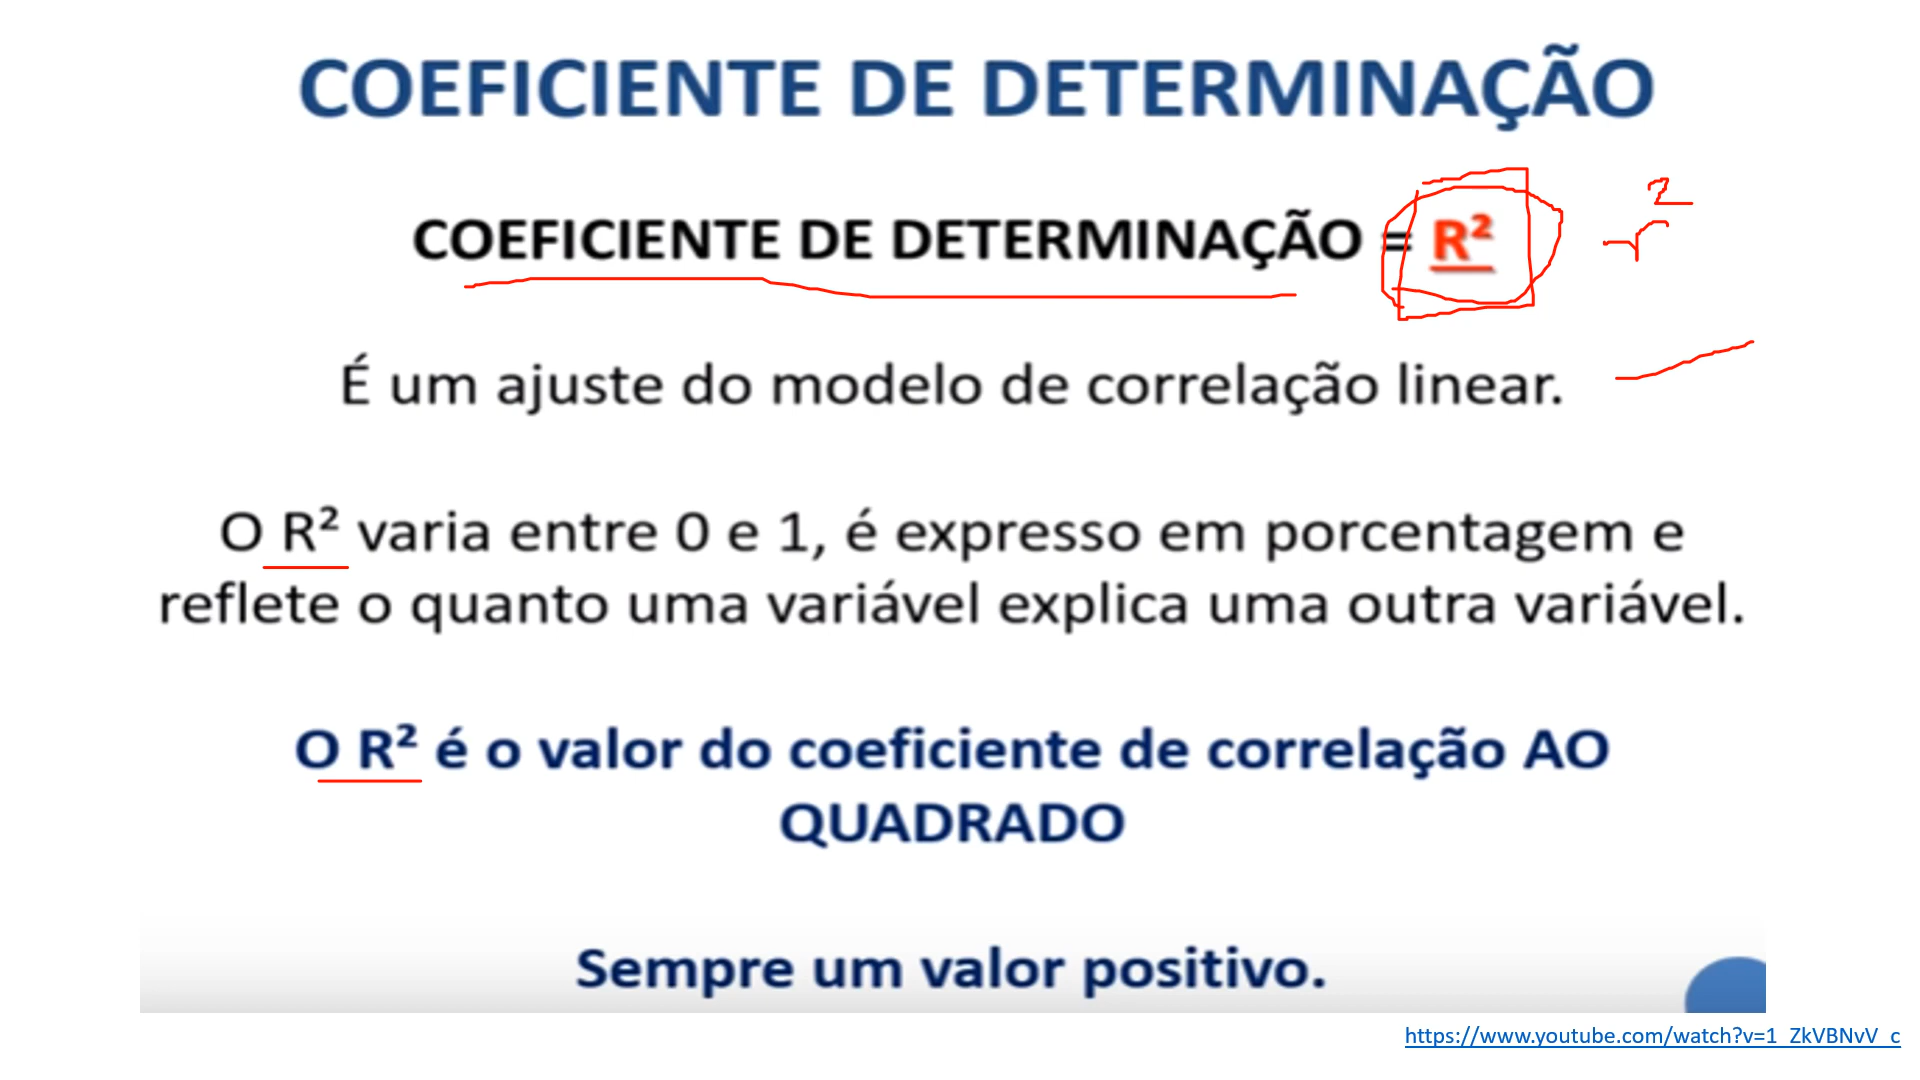 COEFICIENTE DE DETERMINAÇÃO
COEFICIENTE DE DETERMINAÇÃO = R²
r²
É um ajuste do modelo de correlação linear.
O R² varia entre 0 e 1, é expresso em porcentagem e
reflete o quanto uma variável explica uma outra variável.
O R² é o valor do coeficiente de correlação AO
QUADRADO
Sempre um valor positivo.
https://www.youtube.com/watch?v=1_ZkVBNvV_c